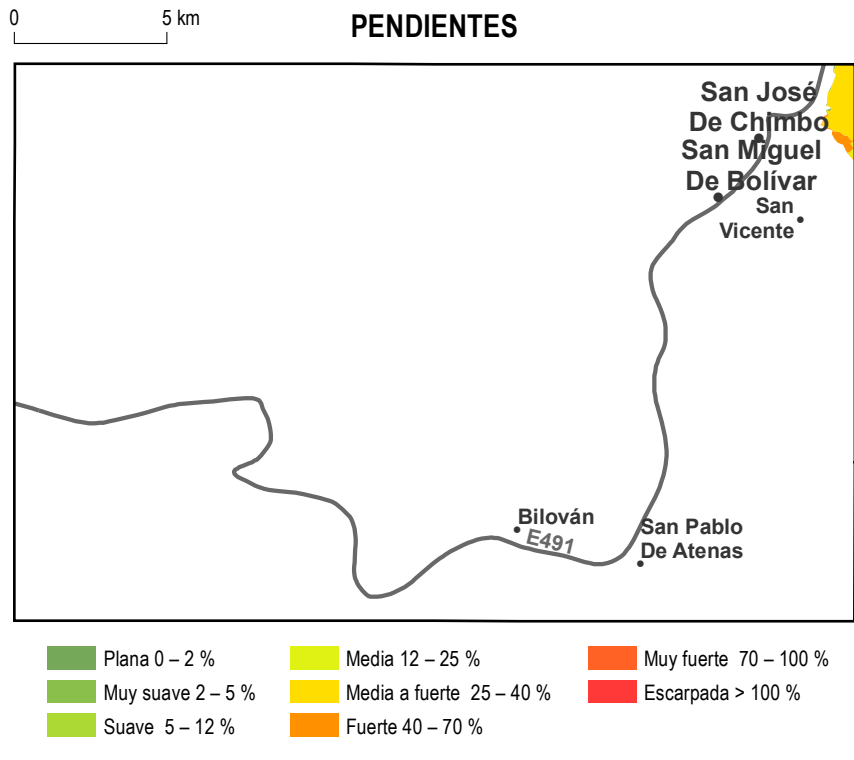 0
5 km
PENDIENTES
San José
De Chimbo
San Miguel
De Bolívar
San
Vicente
Bilován
E491
San Pablo
De Atenas
Plana 0 – 2 %
Muy suave 2 – 5 %
Suave 5 – 12 %
Media 12 – 25 %
Media a fuerte 25 – 40 %
Fuerte 40 – 70 %
Muy fuerte 70 – 100 %
Escarpada > 100 %